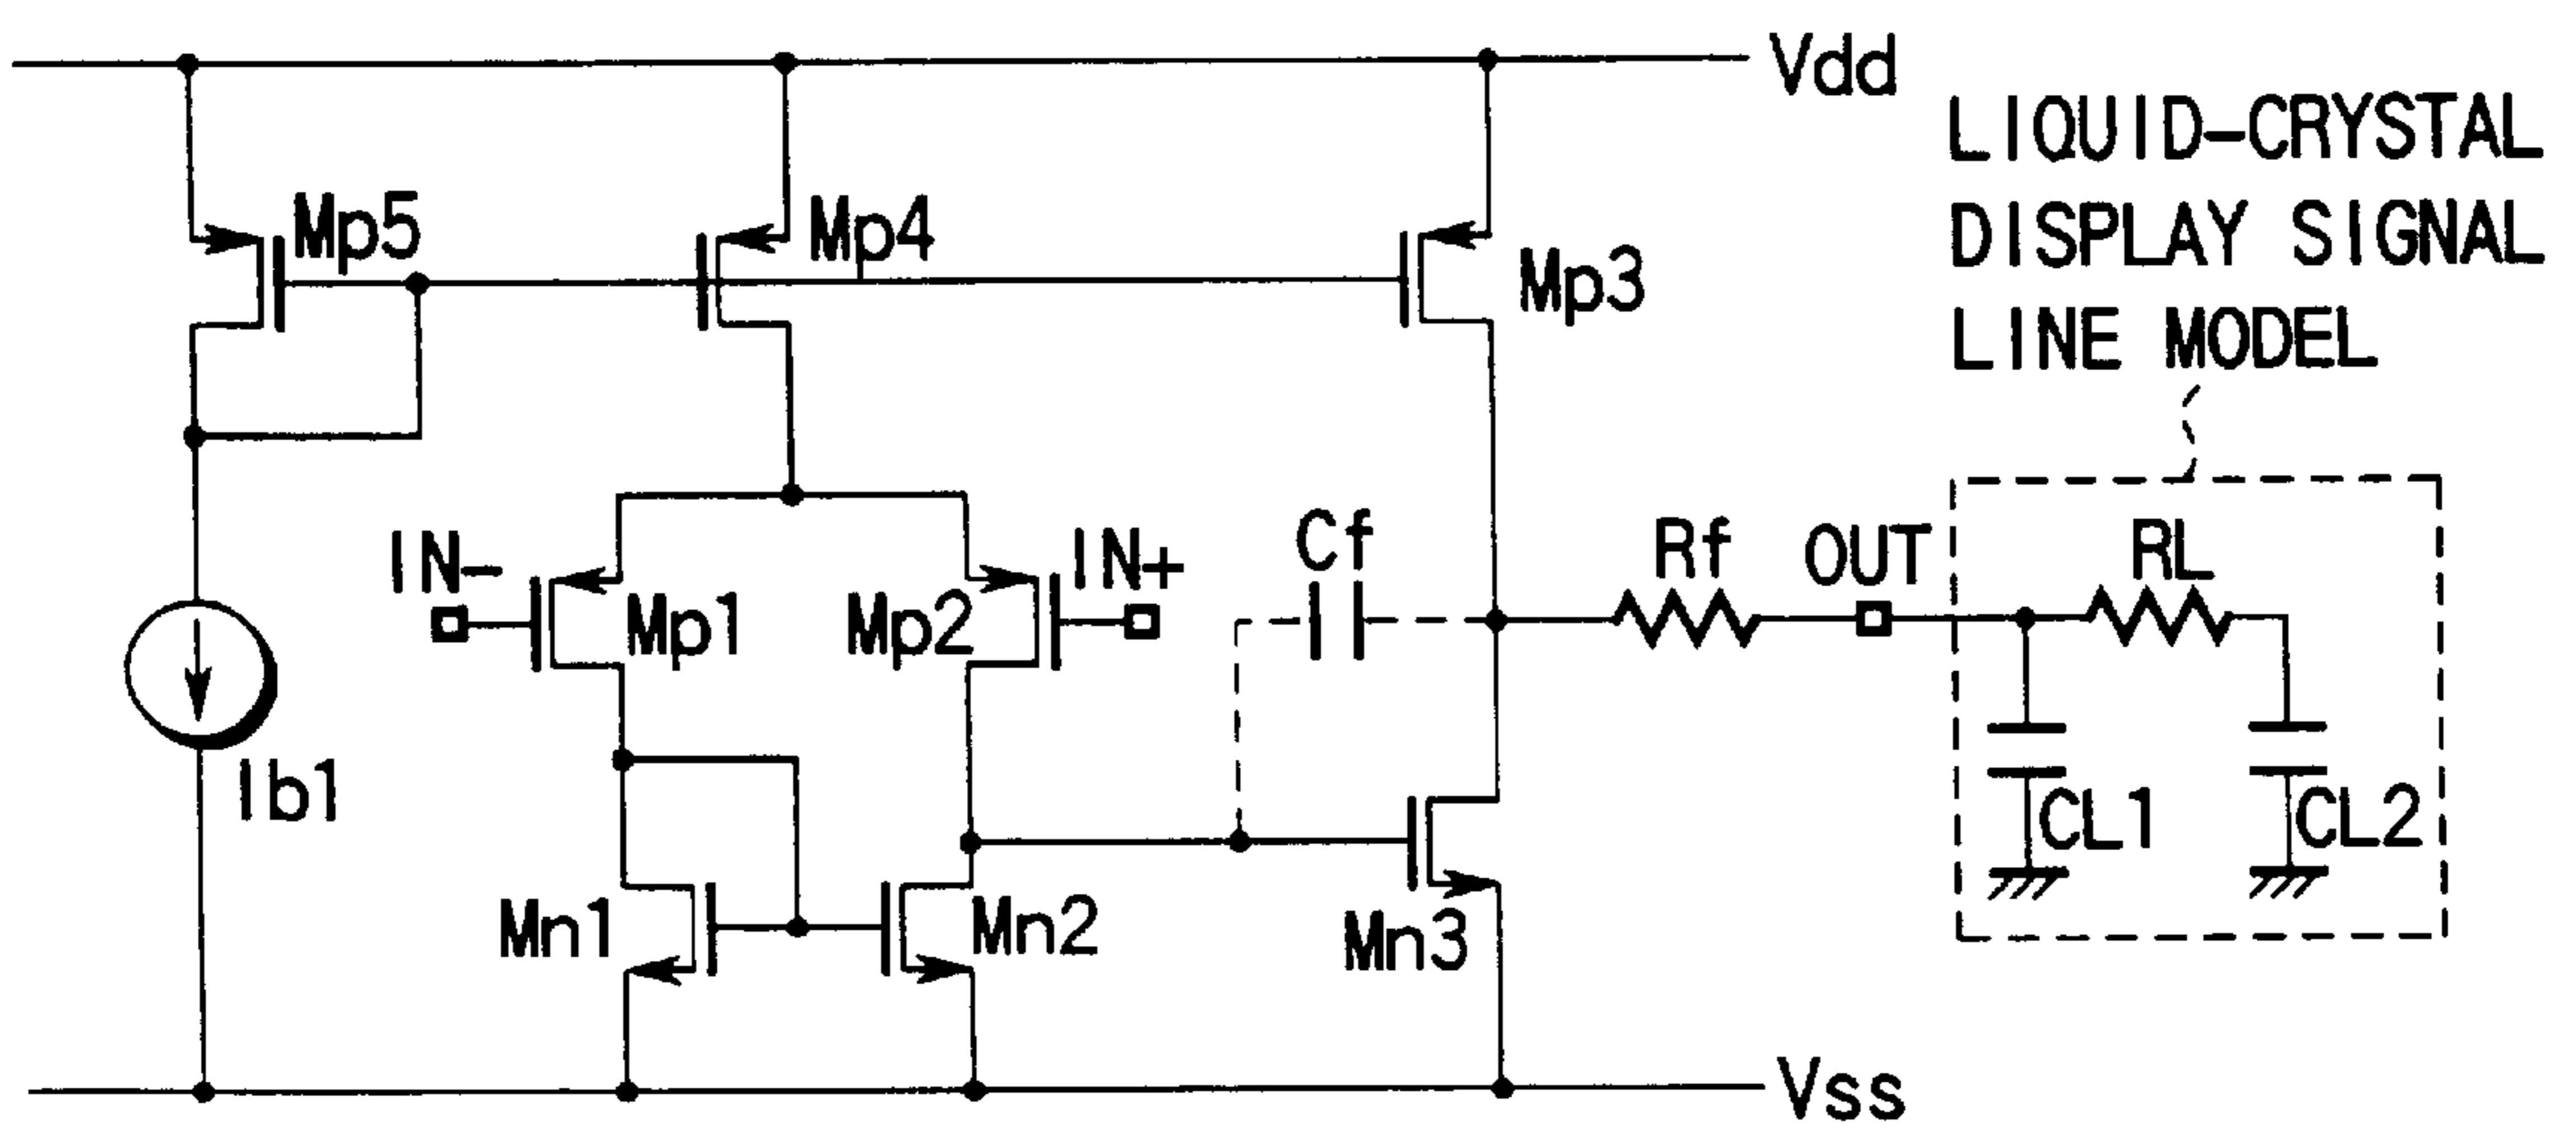 Vdd
LIQUID-CRYSTAL
DISPLAY SIGNAL
LINE MODEL
Mp5
Mp4
Mp3
IN-
Mp1
Mp2
IN+
Cf
Rf
OUT
RL
Ib1
CL1
CL2
Mn1
Mn2
Mn3
Vss